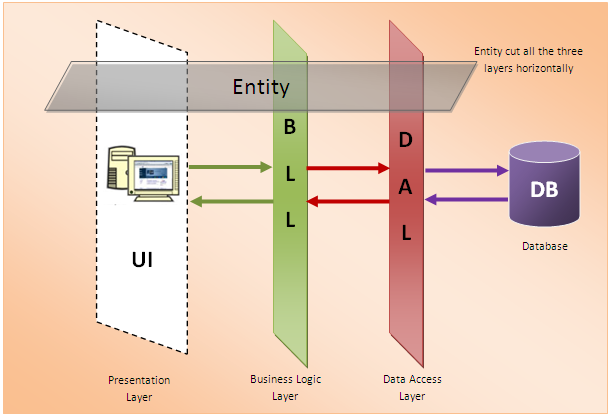 Entity cut all the three
layers horizontally
Entity
B
L
L
D
A
L
UI
DB
Database
Presentation
Layer
Business Logic
Layer
Data Access
Layer